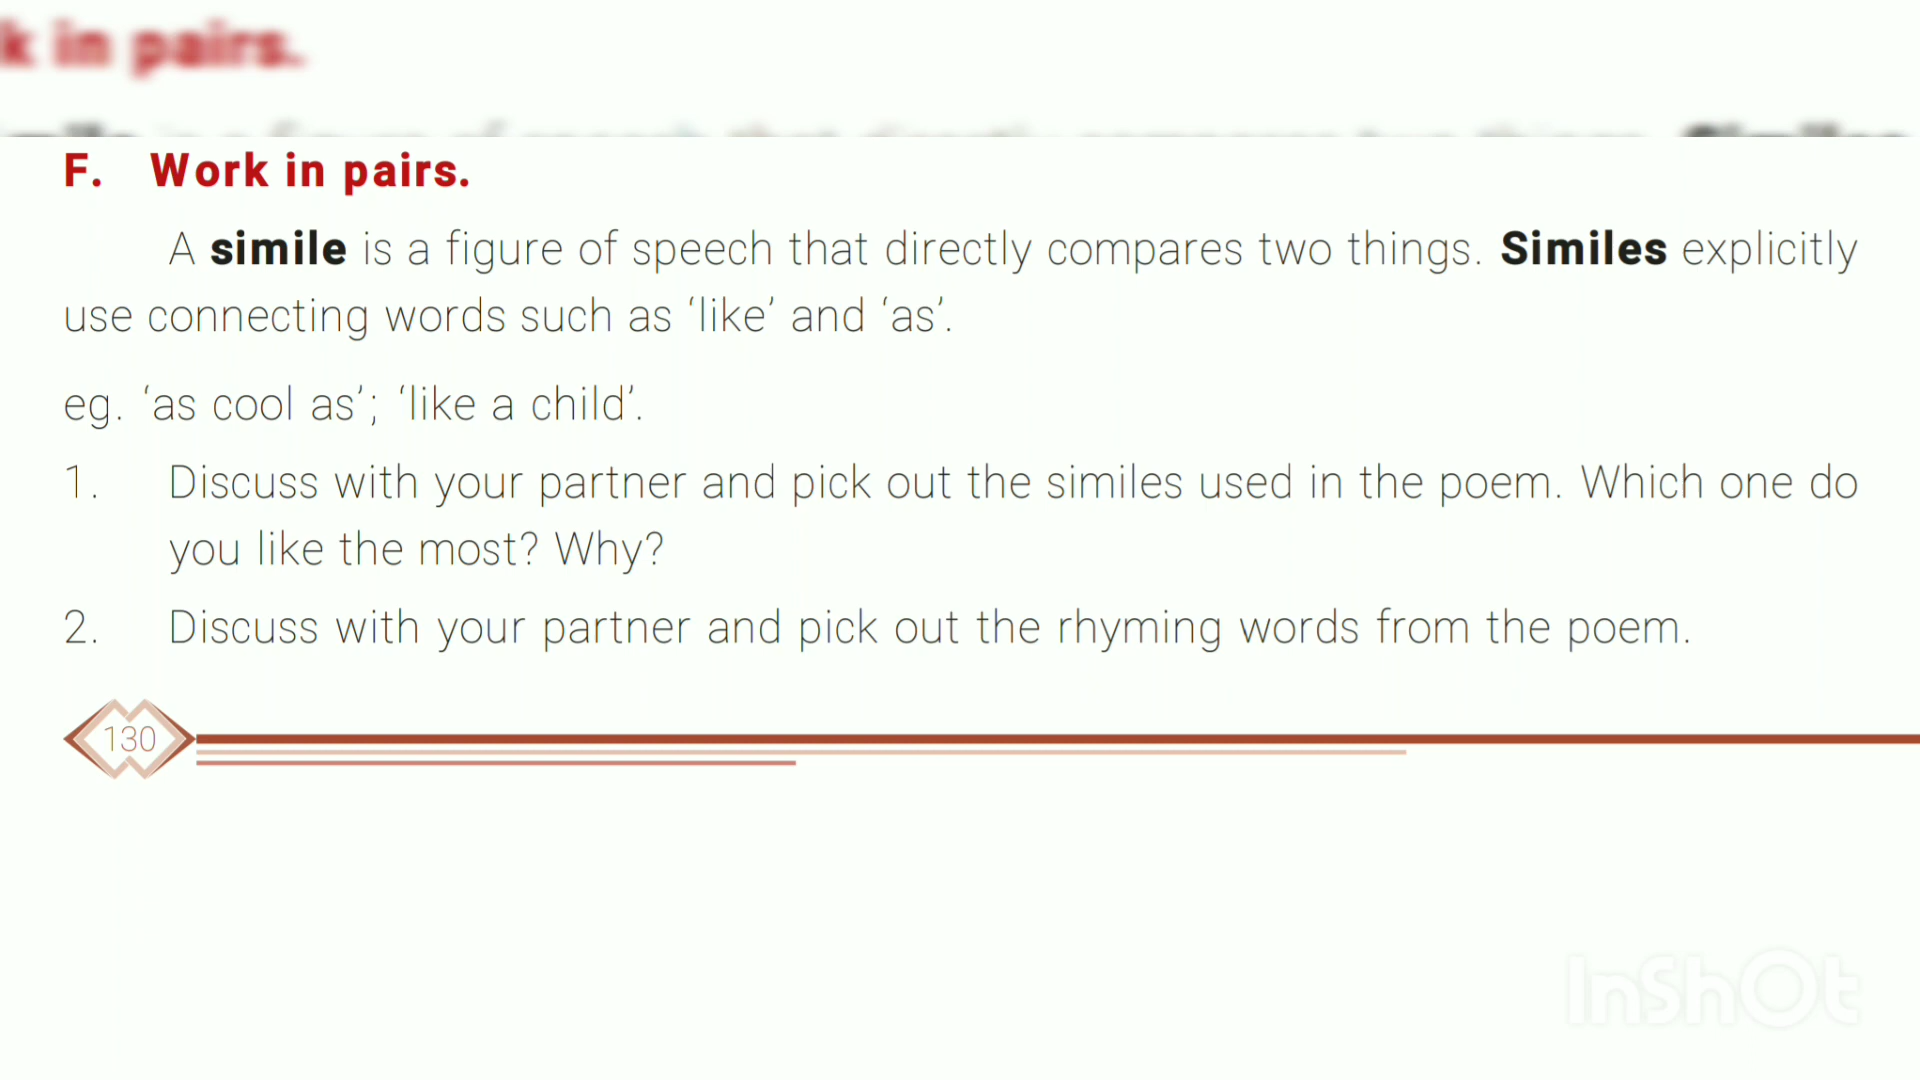 k in pairs.
F. Work in pairs.
A simile is a figure of speech that directly compares two things. Similes explicitly
use connecting words such as ‘like’ and ‘as’.
eg. ‘as cool as’; ‘like a child’.
1. Discuss with your partner and pick out the similes used in the poem. Which one do
you like the most? Why?
2. Discuss with your partner and pick out the rhyming words from the poem.
130
InShOt